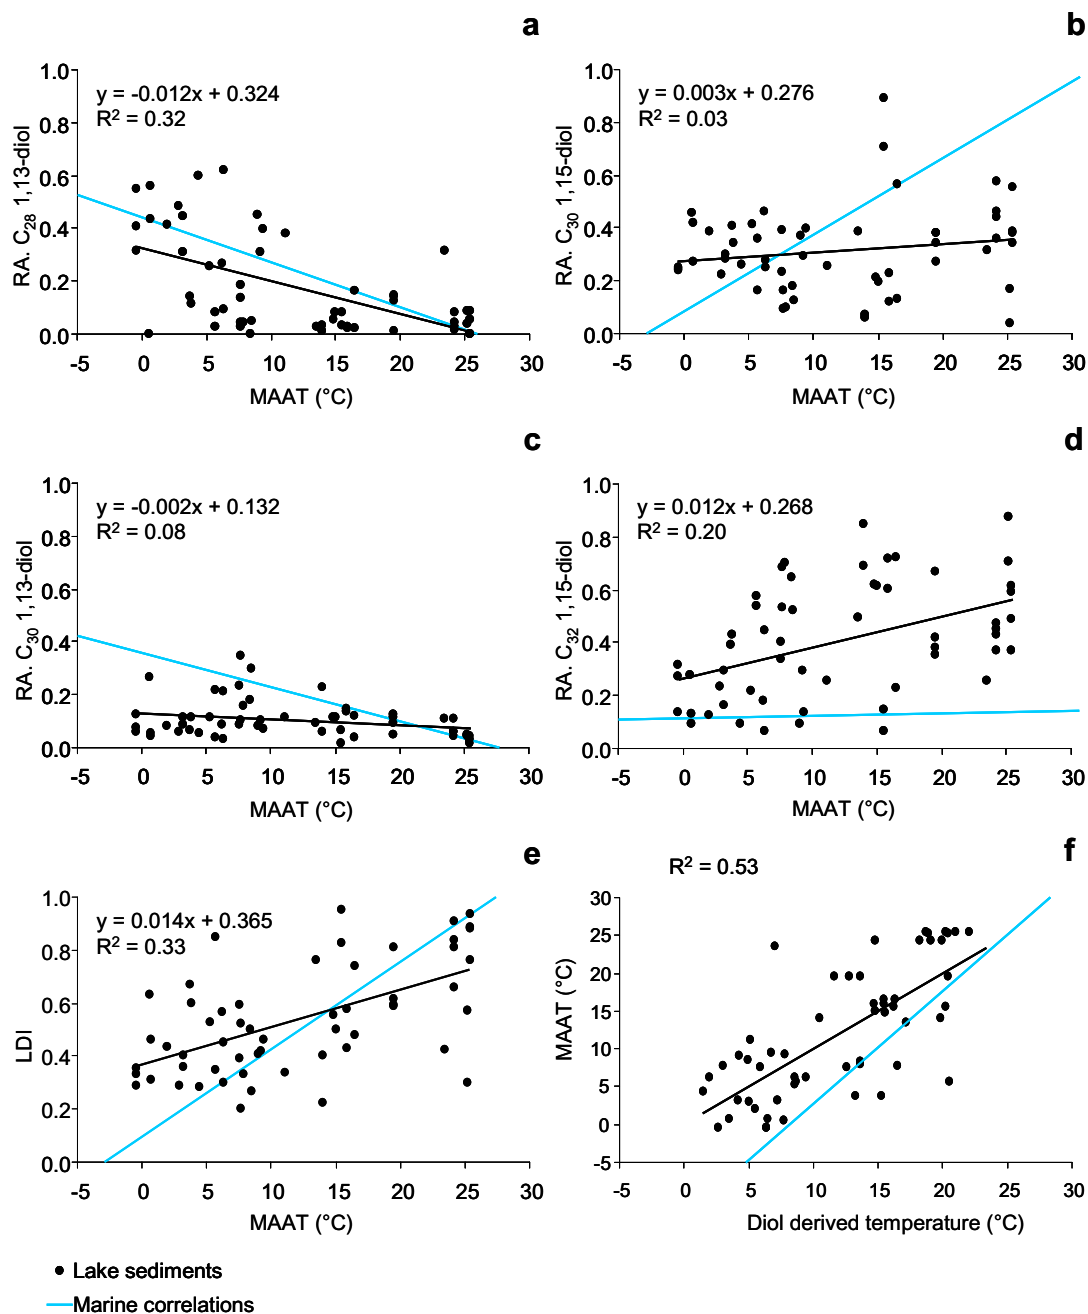 a
y = -0.012x + 0.324
R² = 0.32
RA. C₂₈ 1,13-diol
1.0
0.8
0.6
0.4
0.2
0.0
-5 0 5 10 15 20 25 30
MAAT (°C)
b
y = 0.003x + 0.276
R² = 0.03
RA. C₃₀ 1,15-diol
1.0
0.8
0.6
0.4
0.2
0.0
-5 0 5 10 15 20 25 30
MAAT (°C)
c
y = -0.002x + 0.132
R² = 0.08
RA. C₃₀ 1,13-diol
1.0
0.8
0.6
0.4
0.2
0.0
-5 0 5 10 15 20 25 30
MAAT (°C)
d
y = 0.012x + 0.268
R² = 0.20
RA. C₃₂ 1,15-diol
1.0
0.8
0.6
0.4
0.2
0.0
-5 0 5 10 15 20 25 30
MAAT (°C)
e
y = 0.014x + 0.365
R² = 0.33
LDI
1.0
0.8
0.6
0.4
0.2
0.0
-5 0 5 10 15 20 25 30
MAAT (°C)
f
R² = 0.53
MAAT (°C)
30
25
20
15
10
5
0
-5
-5 0 5 10 15 20 25 30
Diol derived temperature (°C)
Lake sediments
Marine correlations